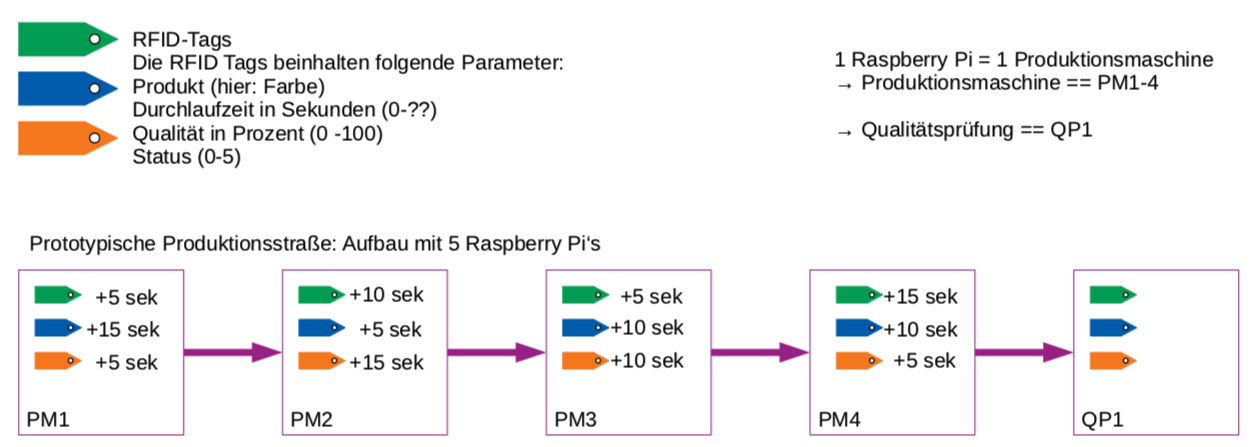 RFID-Tags
Die RFID Tags beinhalten folgende Parameter:
Produkt (hier: Farbe)
Durchlaufzeit in Sekunden (0-??)
Qualität in Prozent (0 -100)
Status (0-5)
1 Raspberry Pi = 1 Produktionsmaschine
→ Produktionsmaschine == PM1-4
→ Qualitätsprüfung == QP1
Prototypische Produktionsstraße: Aufbau mit 5 Raspberry Pi‘s
+5 sek
+15 sek
+5 sek
PM1
+10 sek
+5 sek
+15 sek
PM2
+5 sek
+10 sek
+10 sek
PM3
+15 sek
+10 sek
+5 sek
PM4
QP1